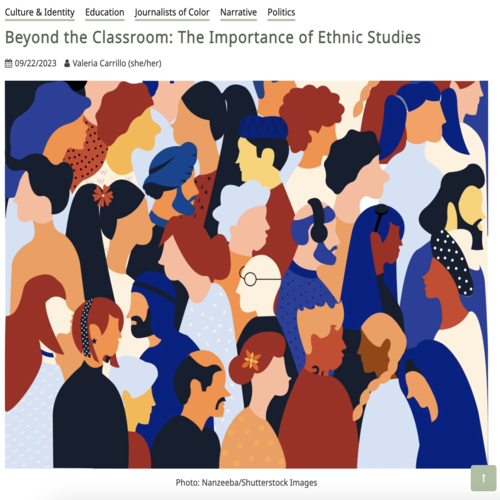 Culture & Identity Education Journalists of Color Narrative Politics
Beyond the Classroom: The Importance of Ethnic Studies
09/22/2023 Valeria Carrillo (she/her)
Photo: Nanzeeba/Shutterstock Images